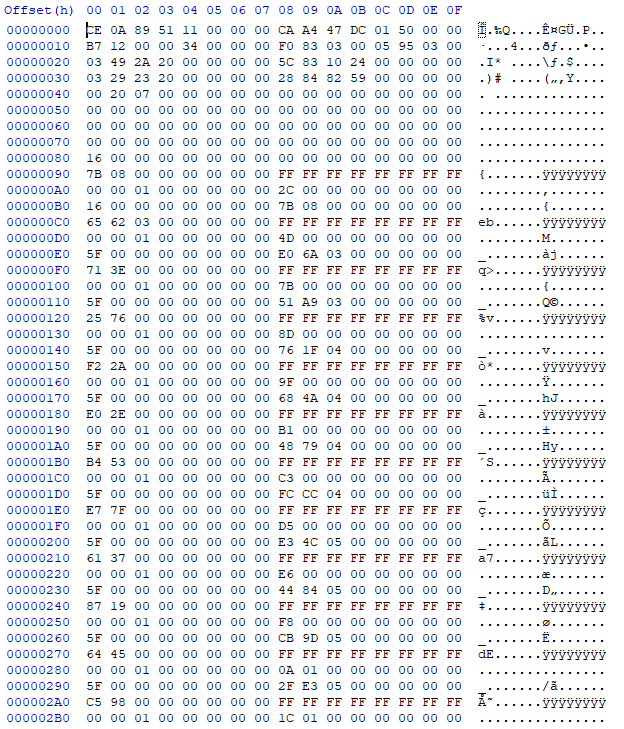 Offset(h) 00 01 02 03 04 05 06 07 08 09 0A 0B 0C 0D 0E 0F
00000000 CE 0A 89 51 11 00 00 00 CA A4 47 DC 01 50 00 00 Î.‰Q....Ê¤GÜ.P..
00000010 B7 12 00 00 34 00 00 00 F0 83 03 00 05 95 03 00 ·...4...ðƒ...•..
00000020 03 49 2A 20 00 00 00 00 5C 83 10 24 00 00 00 00 .I* ....\ƒ.$....
00000030 03 29 23 20 00 00 00 00 28 84 82 59 00 00 00 00 .)# ....(„‚Y....
00000040 00 20 07 00 00 00 00 00 00 00 00 00 00 00 00 00 . ..............
00000050 00 00 00 00 00 00 00 00 00 00 00 00 00 00 00 00 ................
00000060 00 00 00 00 00 00 00 00 00 00 00 00 00 00 00 00 ................
00000070 00 00 00 00 00 00 00 00 00 00 00 00 00 00 00 00 ................
00000080 16 00 00 00 00 00 00 00 00 00 00 00 00 00 00 00 ................
00000090 7B 08 00 00 00 00 00 00 FF FF FF FF FF FF FF FF {.......ÿÿÿÿÿÿÿÿ
000000A0 00 00 01 00 00 00 00 00 2C 00 00 00 00 00 00 00 ........,.......
000000B0 16 00 00 00 00 00 00 00 7B 08 00 00 00 00 00 00 ........{.......
000000C0 65 62 03 00 00 00 00 00 FF FF FF FF FF FF FF FF eb......ÿÿÿÿÿÿÿÿ
000000D0 00 00 01 00 00 00 00 00 4D 00 00 00 00 00 00 00 ........M.......
000000E0 5F 00 00 00 00 00 00 00 E0 6A 03 00 00 00 00 00 _.......àj......
000000F0 71 3E 00 00 00 00 00 00 FF FF FF FF FF FF FF FF q>......ÿÿÿÿÿÿÿÿ
00000100 00 00 01 00 00 00 00 00 7B 00 00 00 00 00 00 00 ........{.......
00000110 5F 00 00 00 00 00 00 00 51 A9 03 00 00 00 00 00 _.......Q©......
00000120 25 76 00 00 00 00 00 00 FF FF FF FF FF FF FF FF %v......ÿÿÿÿÿÿÿÿ
00000130 00 00 01 00 00 00 00 00 8D 00 00 00 00 00 00 00 ................
00000140 5F 00 00 00 00 00 00 00 76 1F 04 00 00 00 00 00 _.......v.......
00000150 F2 2A 00 00 00 00 00 00 FF FF FF FF FF FF FF FF ò*......ÿÿÿÿÿÿÿÿ
00000160 00 00 01 00 00 00 00 00 9F 00 00 00 00 00 00 00 ........Ÿ.......
00000170 5F 00 00 00 00 00 00 00 68 4A 04 00 00 00 00 00 _.......hJ......
00000180 E0 2E 00 00 00 00 00 00 FF FF FF FF FF FF FF FF à.......ÿÿÿÿÿÿÿÿ
00000190 00 00 01 00 00 00 00 00 B1 00 00 00 00 00 00 00 ........±.......
000001A0 5F 00 00 00 00 00 00 00 48 79 04 00 00 00 00 00 _.......Hy......
000001B0 B4 53 00 00 00 00 00 00 FF FF FF FF FF FF FF FF ´S......ÿÿÿÿÿÿÿÿ
000001C0 00 00 01 00 00 00 00 00 C3 00 00 00 00 00 00 00 ........Ã.......
000001D0 5F 00 00 00 00 00 00 00 FC CC 04 00 00 00 00 00 _.......üÌ......
000001E0 E7 7F 00 00 00 00 00 00 FF FF FF FF FF FF FF FF ç.......ÿÿÿÿÿÿÿÿ
000001F0 00 00 01 00 00 00 00 00 D5 00 00 00 00 00 00 00 ........Õ.......
00000200 5F 00 00 00 00 00 00 00 E3 4C 05 00 00 00 00 00 _.......ãL......
00000210 61 37 00 00 00 00 00 00 FF FF FF FF FF FF FF FF a7......ÿÿÿÿÿÿÿÿ
00000220 00 00 01 00 00 00 00 00 E6 00 00 00 00 00 00 00 ........æ.......
00000230 5F 00 00 00 00 00 00 00 44 84 05 00 00 00 00 00 _.......D„......
00000240 87 19 00 00 00 00 00 00 FF FF FF FF FF FF FF FF ‡.......ÿÿÿÿÿÿÿÿ
00000250 00 00 01 00 00 00 00 00 F8 00 00 00 00 00 00 00 ........ø.......
00000260 5F 00 00 00 00 00 00 00 CB 9D 05 00 00 00 00 00 _.......Ë.......
00000270 64 45 00 00 00 00 00 00 FF FF FF FF FF FF FF FF dE......ÿÿÿÿÿÿÿÿ
00000280 00 00 01 00 00 00 00 00 0A 01 00 00 00 00 00 00 ................
00000290 5F 00 00 00 00 00 00 00 2F E3 05 00 00 00 00 00 _......./ã......
000002A0 C5 98 00 00 00 00 00 00 FF FF FF FF FF FF FF FF Å˜......ÿÿÿÿÿÿÿÿ
000002B0 00 00 01 00 00 00 00 00 1C 01 00 00 00 00 00 00 ................